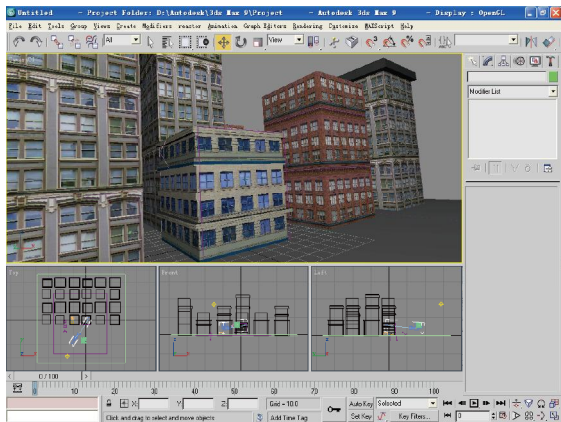 Untitled - Project Folder: D:\Autodesk\3ds Max 9\Project - Autodesk 3ds Max 9 - Display : OpenGL
File Edit Tools Group Views Create Modifiers reactor Animation Graph Editors Rendering Customize MAXScript Help
All View
Modifier List
Top Front Left
0 / 100
0 10 20 30 40 50 60 70 80 90 100
X: Y: Z: Grid = 10.0 Auto Key Selected
Click and drag to select and move objects Add Time Tag Set Key Key Filters... 0